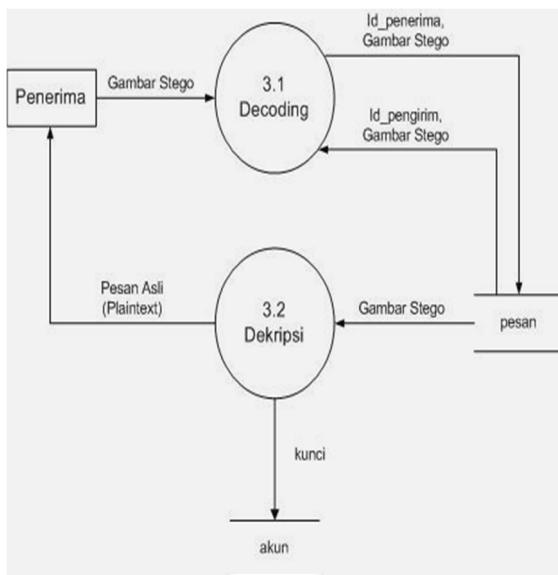 Id_penerima,
Gambar Stego
Penerima
Gambar Stego
3.1
Decoding
Id_pengirim,
Gambar Stego
Pesan Asli
(Plaintext)
3.2
Dekripsi
Gambar Stego
pesan
kunci
akun